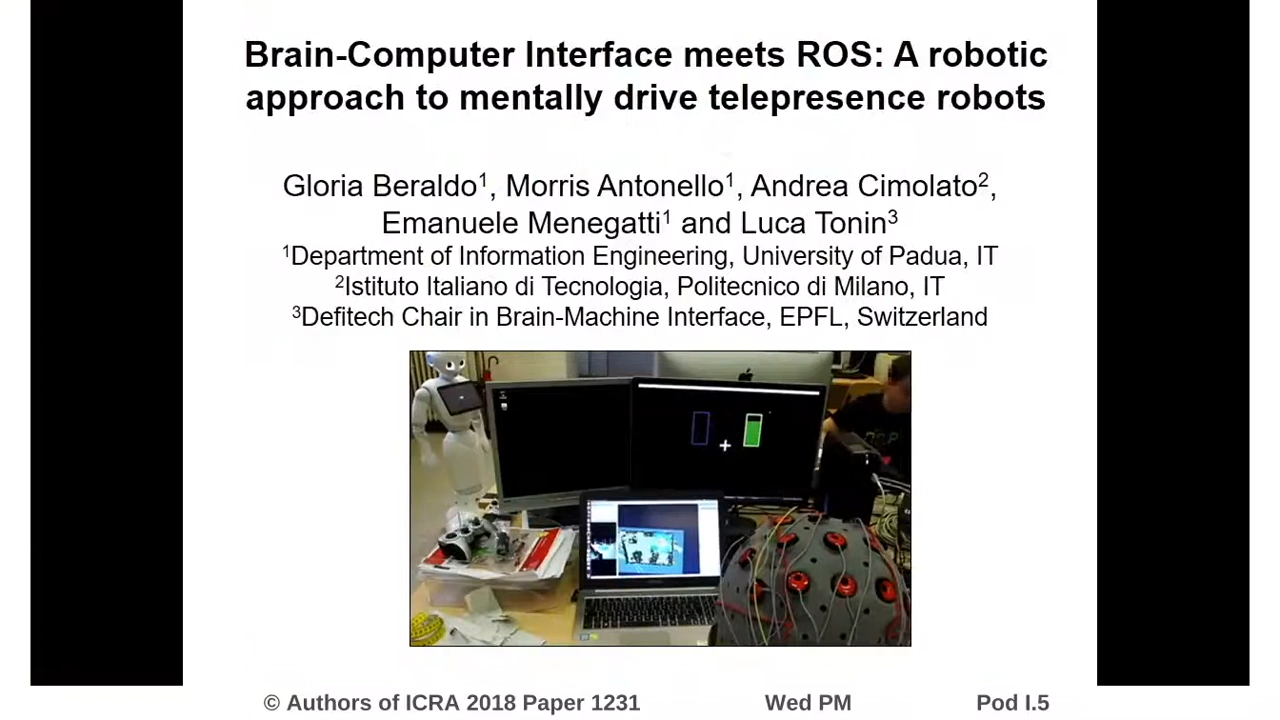 Brain-Computer Interface meets ROS: A robotic
approach to mentally drive telepresence robots
Gloria Beraldo¹, Morris Antonello¹, Andrea Cimolato²,
Emanuele Menegatti¹ and Luca Tonin³
¹Department of Information Engineering, University of Padua, IT
²Istituto Italiano di Tecnologia, Politecnico di Milano, IT
³Defitech Chair in Brain-Machine Interface, EPFL, Switzerland
© Authors of ICRA 2018 Paper 1231 Wed PM Pod I.5